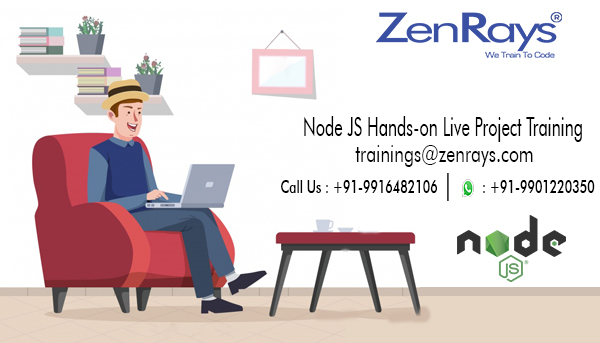 ZenRays®
We Train To Code
Node JS Hands-on Live Project Training
trainings@zenrays.com
Call Us : +91-9916482106 | : +91-9901220350
node
JS®